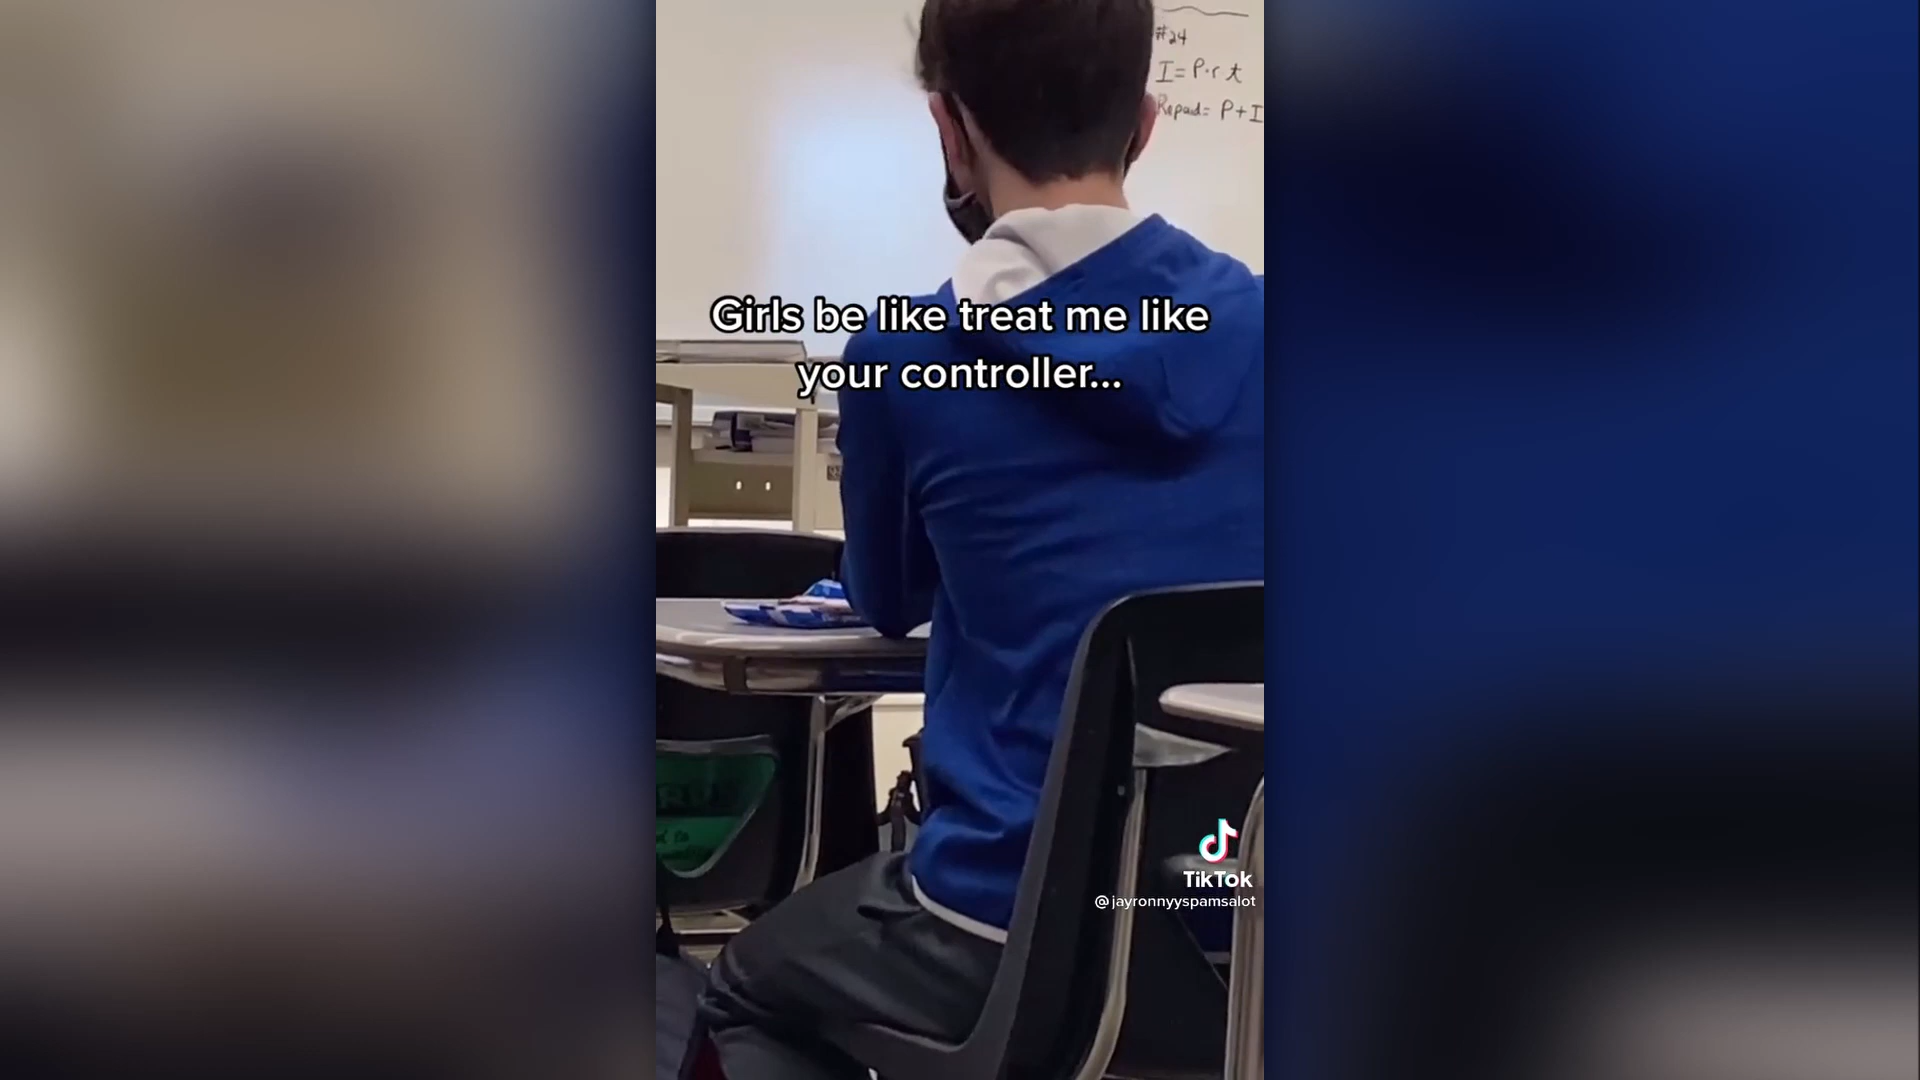 #24
I = P·r t
Repaid = P + I
Girls be like treat me like
your controller...
TikTok
@jayronnyyspamsalot